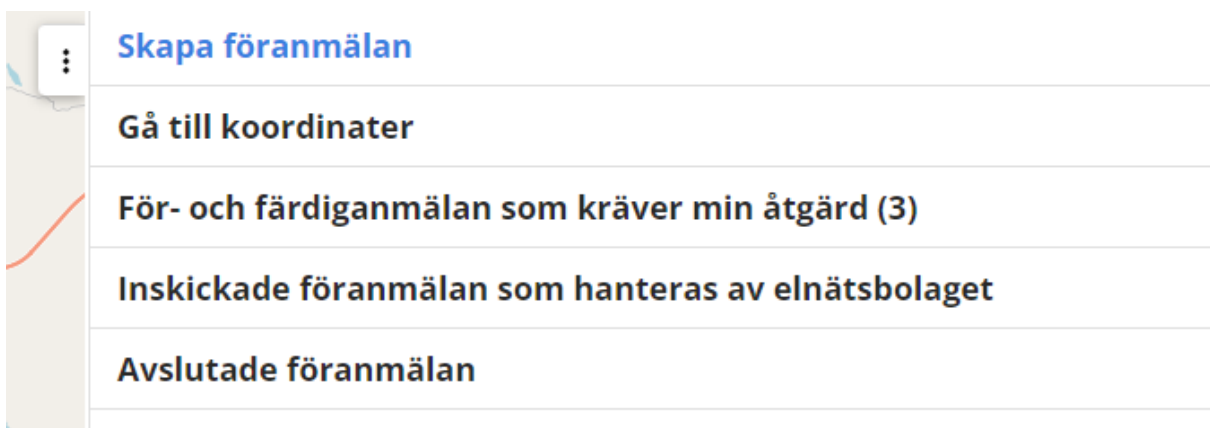 Skapa föranmälan
Gå till koordinater
För- och färdiganmälan som kräver min åtgärd (3)
Inskickade föranmälan som hanteras av elnätsbolaget
Avslutade föranmälan